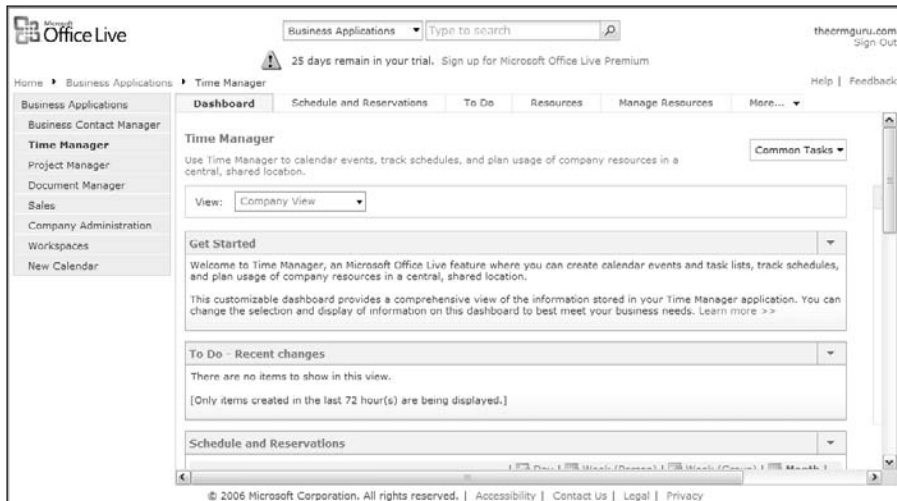 Microsoft
Office Live
Business Applications
Type to search
thecrmguru.com
Sign Out
25 days remain in your trial. Sign up for Microsoft Office Live Premium
Home Business Applications Time Manager
Help | Feedback
Business Applications
Business Contact Manager
Time Manager
Project Manager
Document Manager
Sales
Company Administration
Workspaces
New Calendar
Dashboard Schedule and Reservations To Do Resources Manage Resources More...
Time Manager
Common Tasks
Use Time Manager to calendar events, track schedules, and plan usage of company resources in a
central, shared location.
View: Company View
Get Started
Welcome to Time Manager, an Microsoft Office Live feature where you can create calendar events and task lists, track schedules,
and plan usage of company resources in a central, shared location.
This customizable dashboard provides a comprehensive view of the information stored in your Time Manager application. You can
change the selection and display of information on this dashboard to best meet your business needs. Learn more >>
To Do - Recent changes
There are no items to show in this view.
[Only items created in the last 72 hour(s) are being displayed.]
Schedule and Reservations
| Day | Week (Person) | Week (Group) | Month |
© 2006 Microsoft Corporation. All rights reserved. | Accessibility | Contact Us | Legal | Privacy